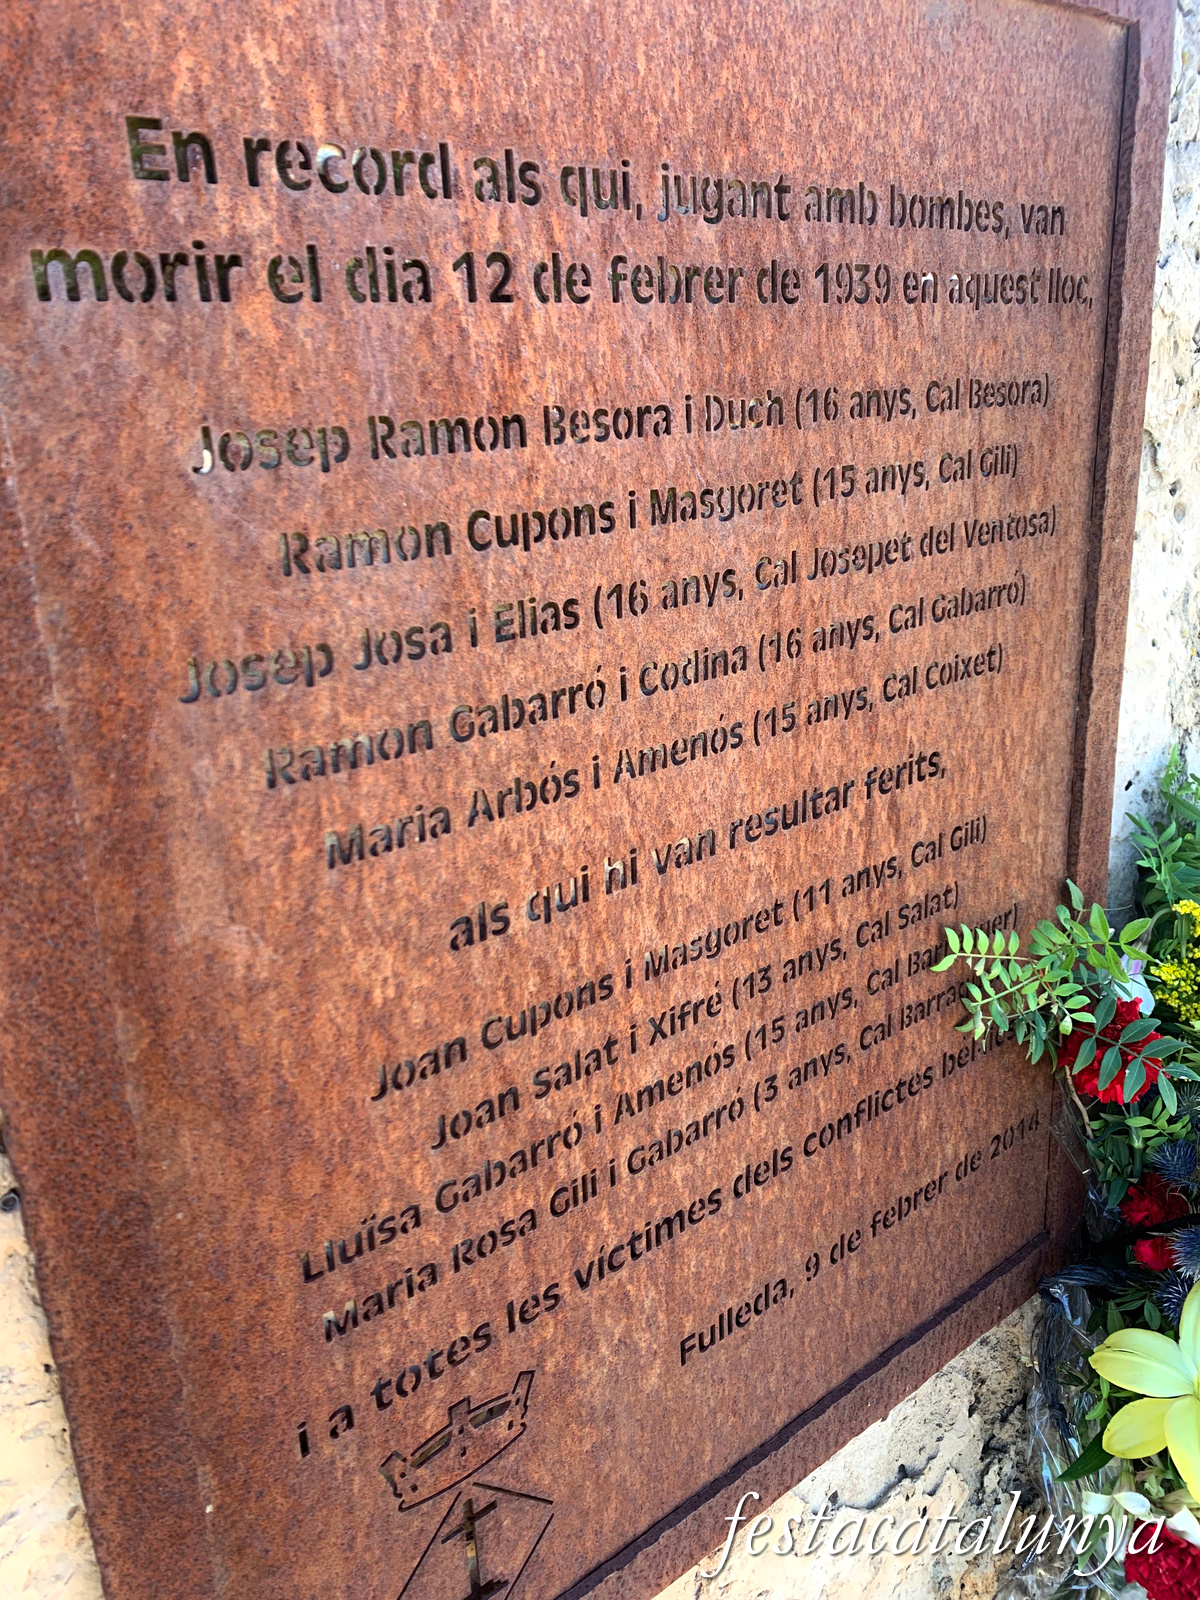 En record als qui, jugant amb bombes, van
morir el dia 12 de febrer de 1939 en aquest lloc,
Josep Ramon Besora i Duch (16 anys, Cal Besora)
Ramon Cupons i Masgoret (15 anys, Cal Gili)
Josep Josa i Elias (16 anys, Cal Josepet del Ventosa)
Ramon Gabarró i Codina (16 anys, Cal Gabarró)
Maria Arbós i Amenós (15 anys, Cal Coixet)
als qui hi van resultar ferits,
Joan Cupons i Masgoret (11 anys, Cal Gili)
Joan Salat i Xifré (13 anys, Cal Salat)
Lluïsa Gabarró i Amenós (15 anys, Cal
Maria Rosa Gili i Gabarró (3 anys, Cal
i a totes les víctimes dels conflictes
Fulleda, 9 de febrer de 2014
festacatalunya